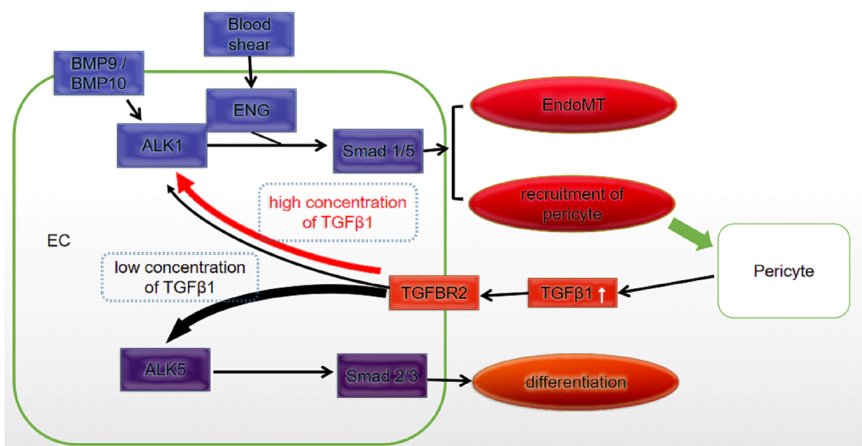 Blood
shear
BMP9 /
BMP10
ENG
ALK1
Smad 1/5
EndoMT
recruitment of
pericyte
high concentration
of TGFβ1
EC
low concentration
of TGFβ1
TGFBR2
TGFβ1↑
Pericyte
ALK5
Smad 2/3
differentiation